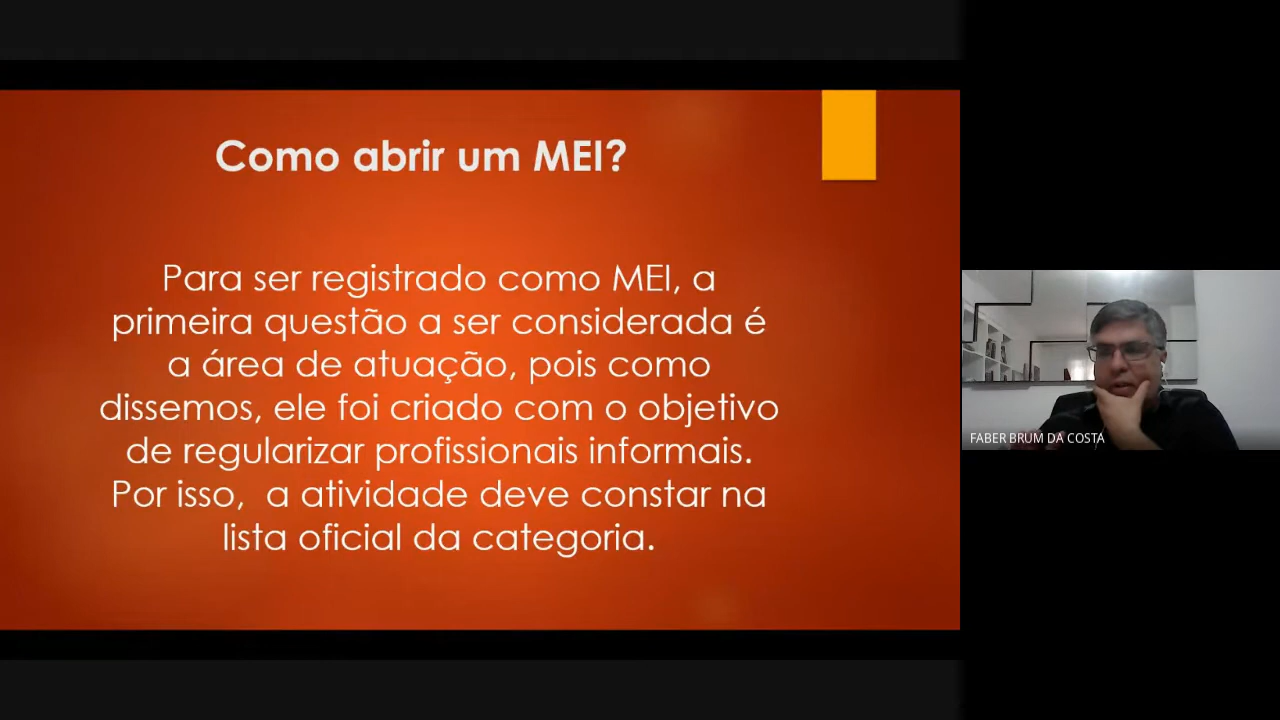 Como abrir um MEI?
Para ser registrado como MEI, a
primeira questão a ser considerada é
a área de atuação, pois como
dissemos, ele foi criado com o objetivo
de regularizar profissionais informais.
Por isso,  a atividade deve constar na
lista oficial da categoria.
FABER BRUM DA COSTA